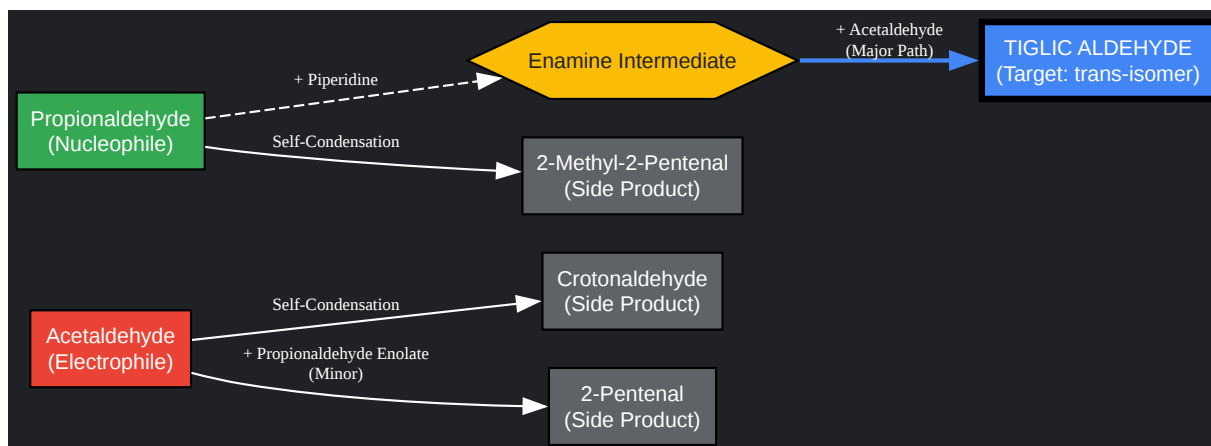 + Acetaldehyde
(Major Path)
TIGLIC ALDEHYDE
(Target: trans-isomer)
Enamine Intermediate
+ Piperidine
Propionaldehyde
(Nucleophile)
Self-Condensation
2-Methyl-2-Pentenal
(Side Product)
Crotonaldehyde
(Side Product)
Self-Condensation
Acetaldehyde
(Electrophile)
+ Propionaldehyde Enolate
(Minor)
2-Pentenal
(Side Product)